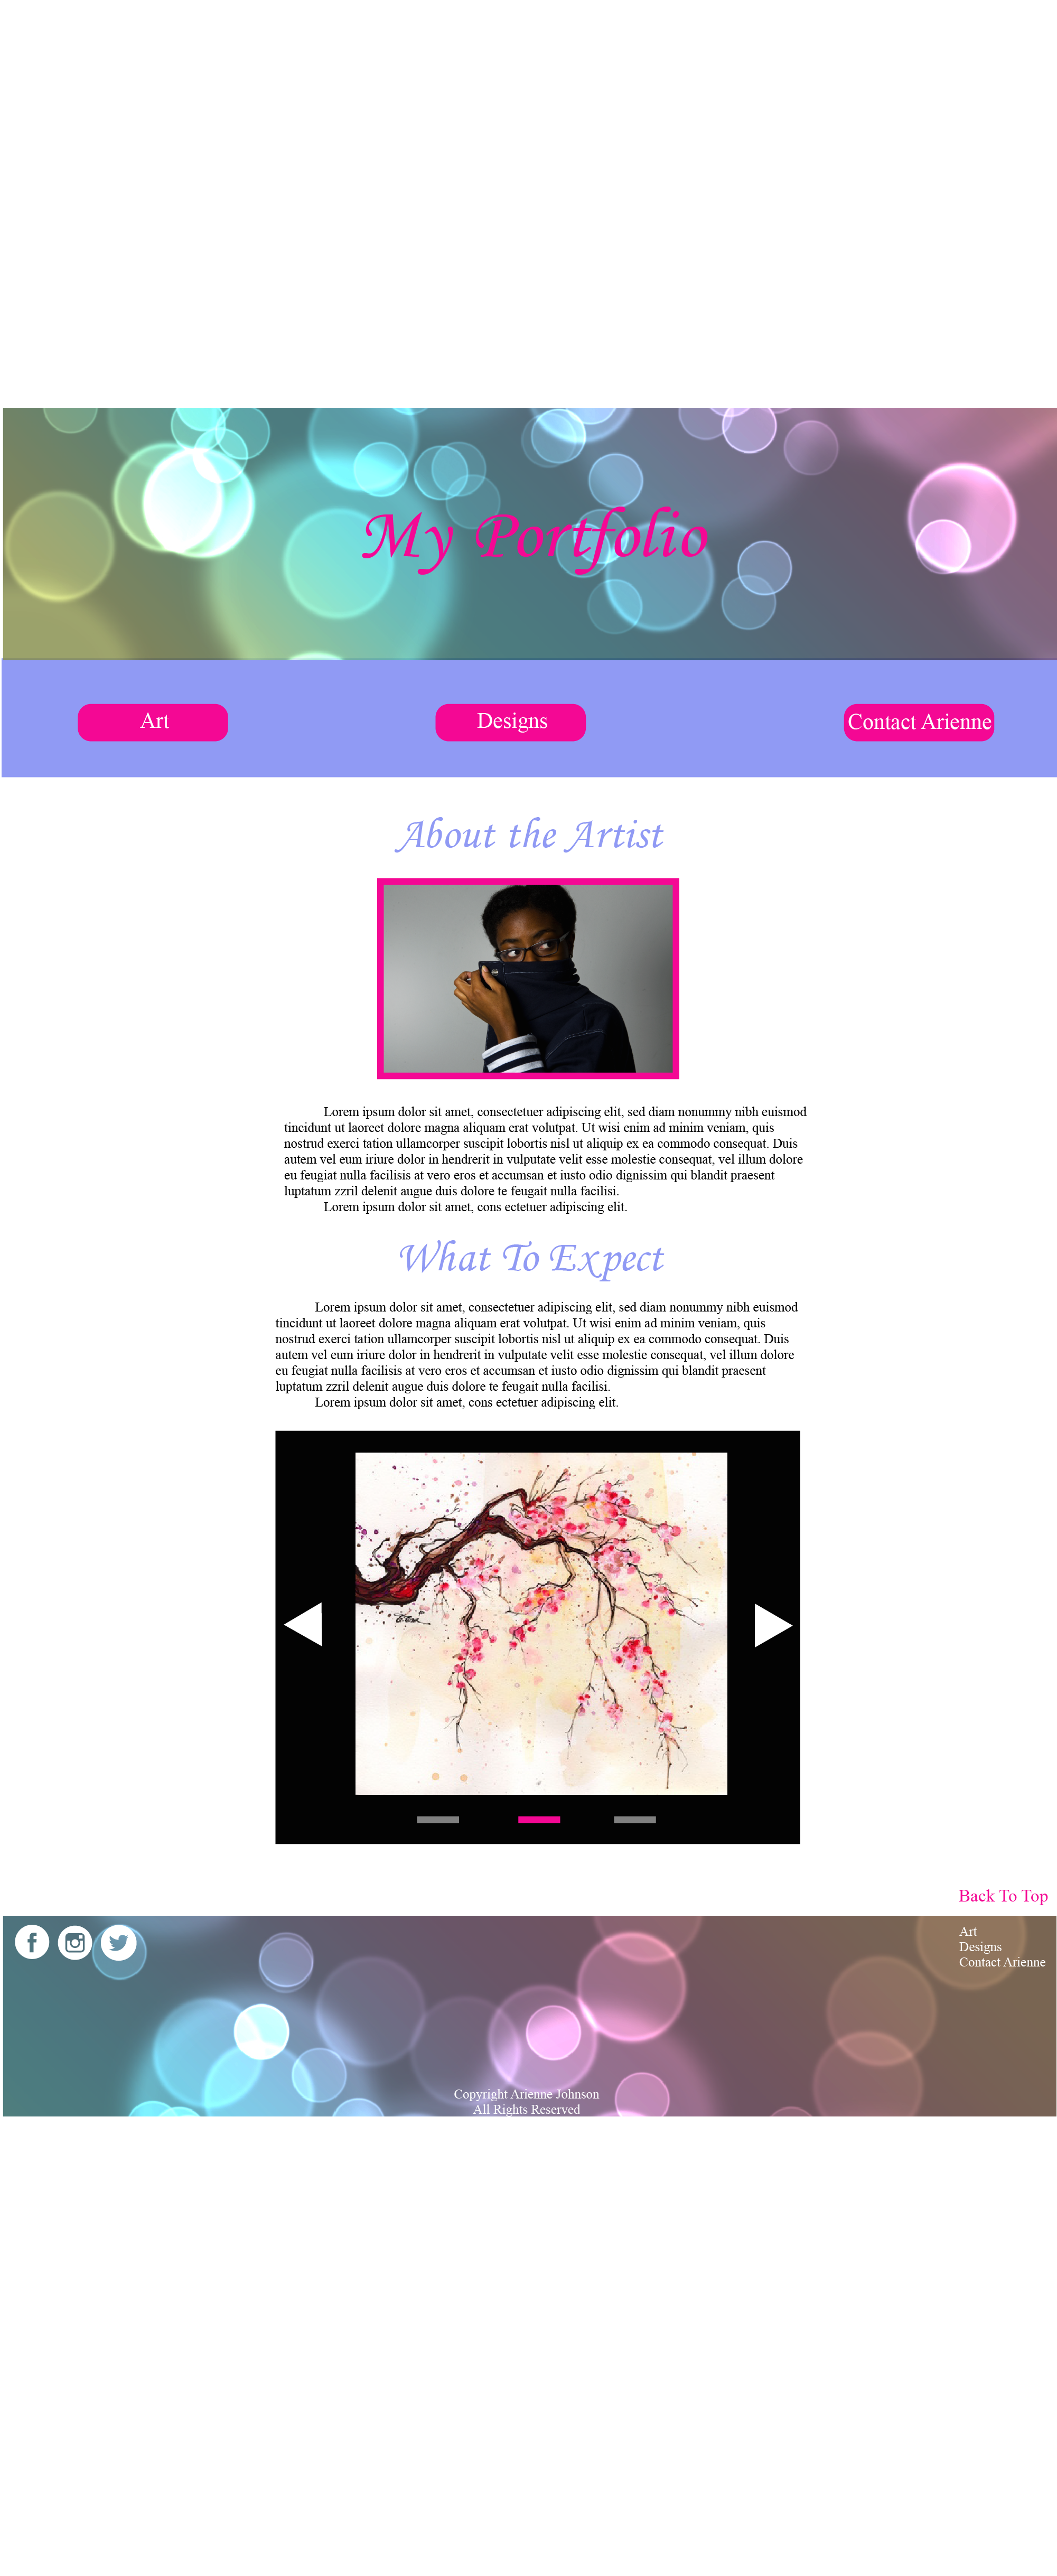 My Portfolio
Art
Designs
Contact Arienne
About the Artist
Lorem ipsum dolor sit amet, consectetuer adipiscing elit, sed diam nonummy nibh euismod
tincidunt ut laoreet dolore magna aliquam erat volutpat. Ut wisi enim ad minim veniam, quis
nostrud exerci tation ullamcorper suscipit lobortis nisl ut aliquip ex ea commodo consequat. Duis
autem vel eum iriure dolor in hendrerit in vulputate velit esse molestie consequat, vel illum dolore
eu feugiat nulla facilisis at vero eros et accumsan et iusto odio dignissim qui blandit praesent
luptatum zzril delenit augue duis dolore te feugait nulla facilisi.
Lorem ipsum dolor sit amet, cons ectetuer adipiscing elit.
What To Expect
Lorem ipsum dolor sit amet, consectetuer adipiscing elit, sed diam nonummy nibh euismod
tincidunt ut laoreet dolore magna aliquam erat volutpat. Ut wisi enim ad minim veniam, quis
nostrud exerci tation ullamcorper suscipit lobortis nisl ut aliquip ex ea commodo consequat. Duis
autem vel eum iriure dolor in hendrerit in vulputate velit esse molestie consequat, vel illum dolore
eu feugiat nulla facilisis at vero eros et accumsan et iusto odio dignissim qui blandit praesent
luptatum zzril delenit augue duis dolore te feugait nulla facilisi.
Lorem ipsum dolor sit amet, cons ectetuer adipiscing elit.
Back To Top
Art
Designs
Contact Arienne
Copyright Arienne Johnson
All Rights Reserved